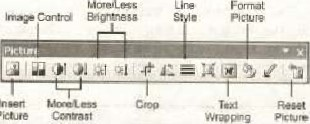 More/Less Line Format
Image Control Brightness Style Picture
Picture
Insert More/Less Crop Text Reset
Picture Contrast Wrapping Picture